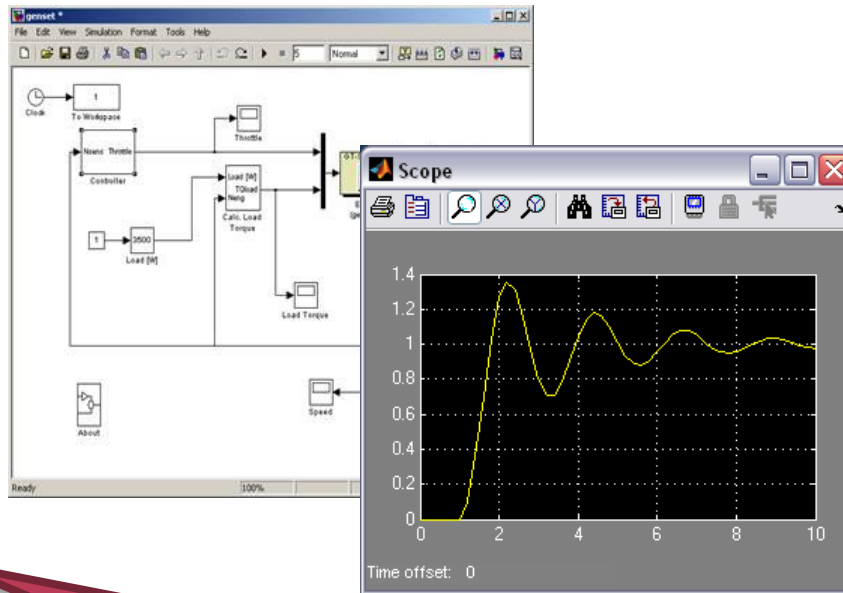 genset *
File Edit View Simulation Format Tools Help
5 Normal
Clock
1
To Workspace
Throttle
Nsens Throttle
Controller
Load [W]
TQload
Neng
Calc. Load
Torque
1
3500
Load [W]
Load Torque
About
Speed
Ready 100%
Scope
1.4
1.2
1
0.8
0.6
0.4
0.2
0
0 2 4 6 8 10
Time offset: 0